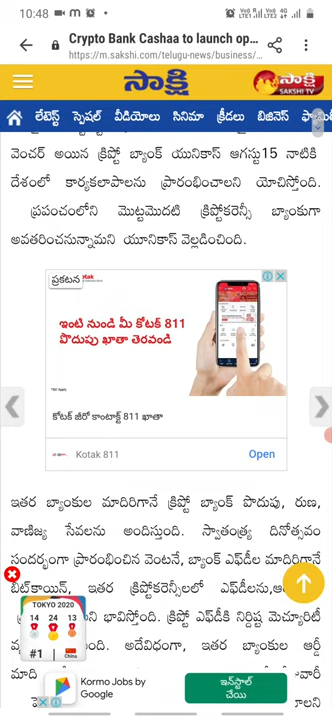 10:48
Crypto Bank Cashaa to launch op...
https://m.sakshi.com/telugu-news/business/...
సాక్షి
సాక్షి
SAKSHI TV
లేటెస్ట్ స్పెషల్ వీడియోలు సినిమా క్రీడలు బిజినెస్
వెంచర్ అయిన క్రిప్టో బ్యాంక్ యునికాస్ ఆగస్టు15 నాటికి
దేశంలో కార్యకలాపాలను ప్రారంభించాలని యోచిస్తోంది.
ప్రపంచంలోని మొట్టమొదటి క్రిప్టోకరెన్సీ బ్యాంకుగా
అవతరించనున్నామని యూనికాస్ వెల్లడించింది.
ప్రకటన
ఇంటి నుండి మీ కోటక్ 811
పొదుపు ఖాతా తెరవండి
కోటక్ జీరో కాంటాక్ట్ 811 ఖాతా
Kotak 811
Open
ఇతర బ్యాంకుల మాదిరిగానే క్రిప్టో బ్యాంక్ పొదుపు, రుణ,
వాణిజ్య సేవలను అందిస్తుంది. స్వాతంత్ర్య దినోత్సవం
సందర్భంగా ప్రారంభించిన వెంటనే, బ్యాంక్ ఎఫ్‌డీల మాదిరిగానే
బిట్‌కాయిన్, ఇతర క్రిప్టోకరెన్సీలలో ఎఫ్‌డీలను,
భావిస్తోంది. క్రిప్టో ఎఫ్‌డీకి నిర్దిష్ట మెచ్యూరిటీ
అదేవిధంగా, ఇతర బ్యాంకుల ఆర్డీ
TOKYO 2020
14 24 13
#1 China
Kormo Jobs by
Google
ఇన్‌స్టాల్
చేయి